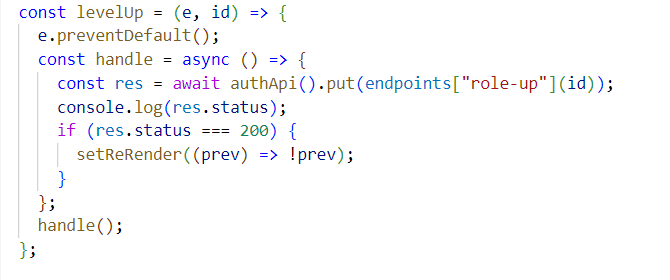 const levelUp = (e, id) => {
  e.preventDefault();
  const handle = async () => {
    const res = await authApi().put(endpoints["role-up"](id));
    console.log(res.status);
    if (res.status === 200) {
      setReRender((prev) => !prev);
    }
  };
  handle();
};